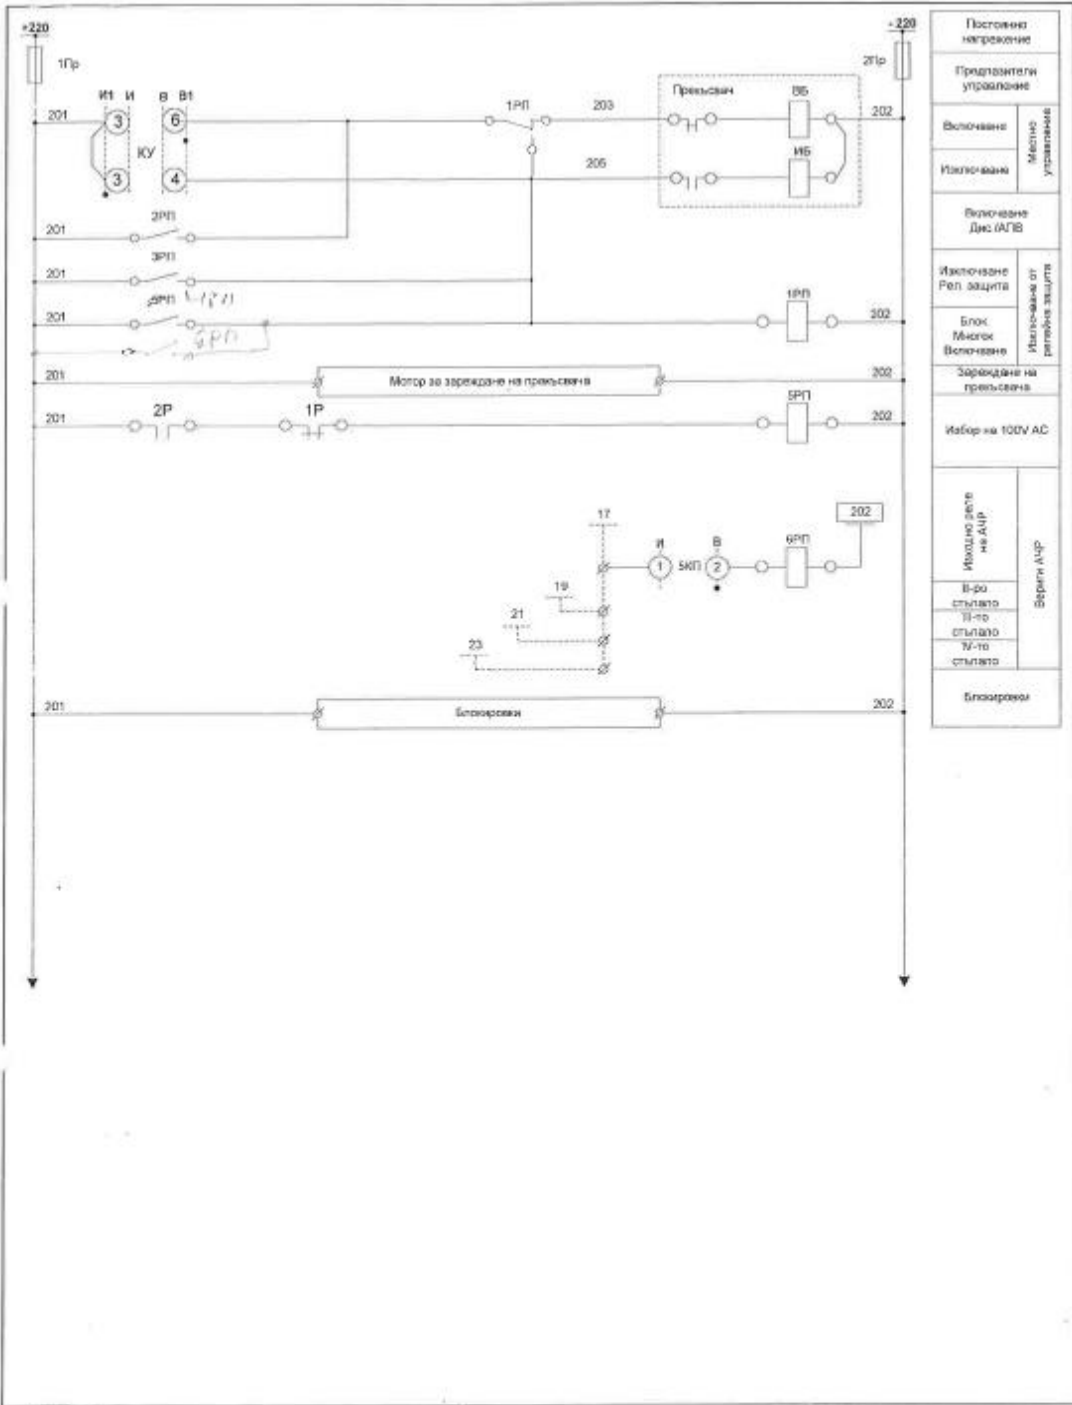 +220
- 220
1Пр
2Пр
Постоянно
напрежение
Предпазители
управление
Включване
Изключване
Местно
управление
Включване
Дис./АПВ
Изключване
Рел. защита
Блок.
Многок.
Включване
Изключване от
релейна защита
Зареждане на
прекъсвача
Избор на 100V AC
Изходно реле
на АЧР
II-ро
стъпало
III-то
стъпало
IV-то
стъпало
Вериги АЧР
Блокировки
201
И1 И В В1
3
6
КУ
3
4
1РП
203
205
Прекъсвач
ВБ
ИБ
202
201
2РП
201
3РП
201
4РП
6РП
1РП
202
201
Мотор за зареждане на прекъсвача
202
201
2Р
1Р
5РП
202
17
19
21
23
И
1
5КП
В
2
6РП
202
201
Блокировки
202